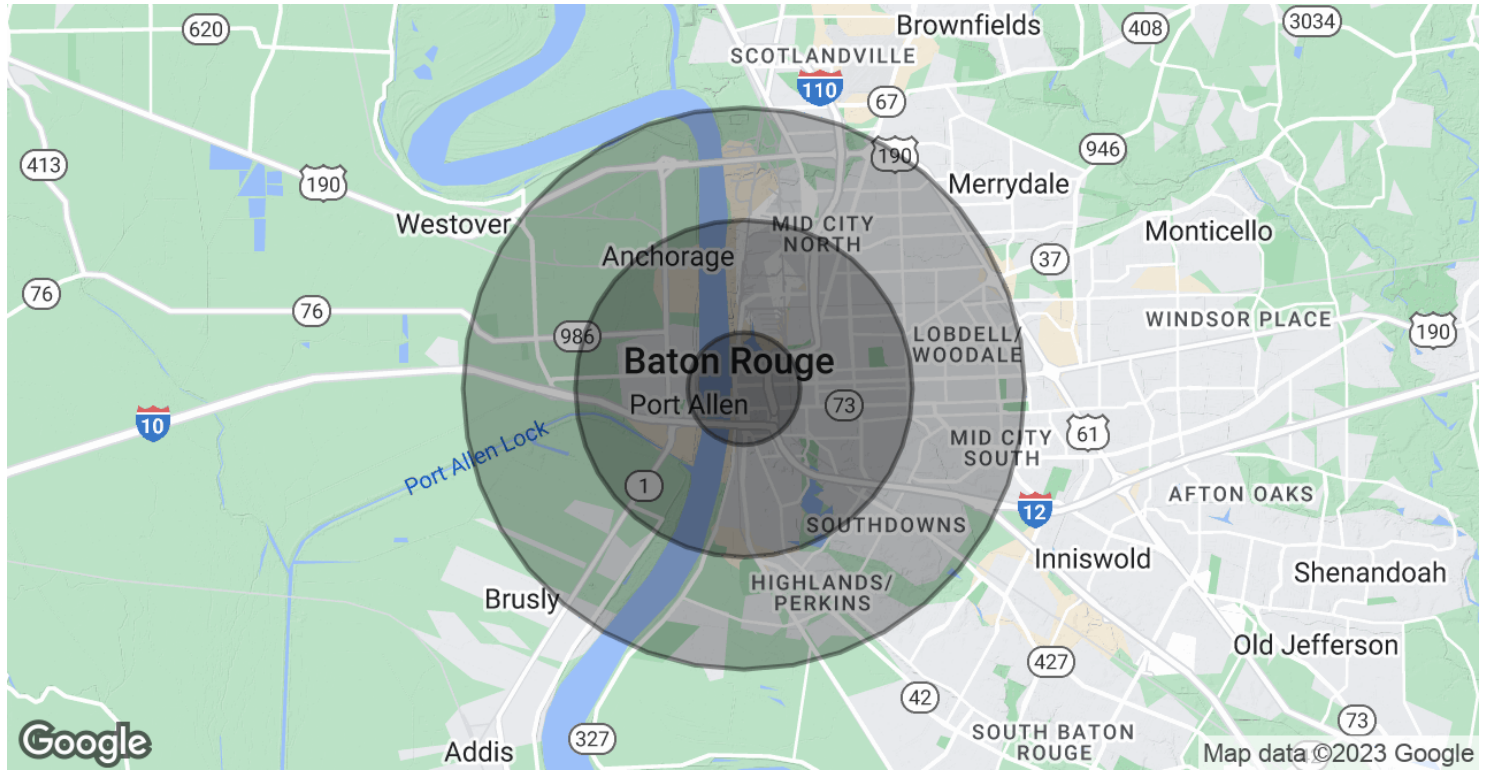 620
Brownfields
408
3034
SCOTLANDVILLE
110
67
190
946
413
190
Merrydale
Westover
MID CITY
NORTH
Monticello
Anchorage
37
76
76
WINDSOR PLACE
986
LOBDELL/
WOODALE
190
Baton Rouge
Port Allen
73
10
61
MID CITY
SOUTH
Port Allen Lock
1
AFTON OAKS
12
SOUTHDOWNS
Inniswold
Shenandoah
HIGHLANDS/
PERKINS
Brusly
Old Jefferson
427
42
73
SOUTH BATON
ROUGE
327
Addis
Google
Map data ©2023 Google